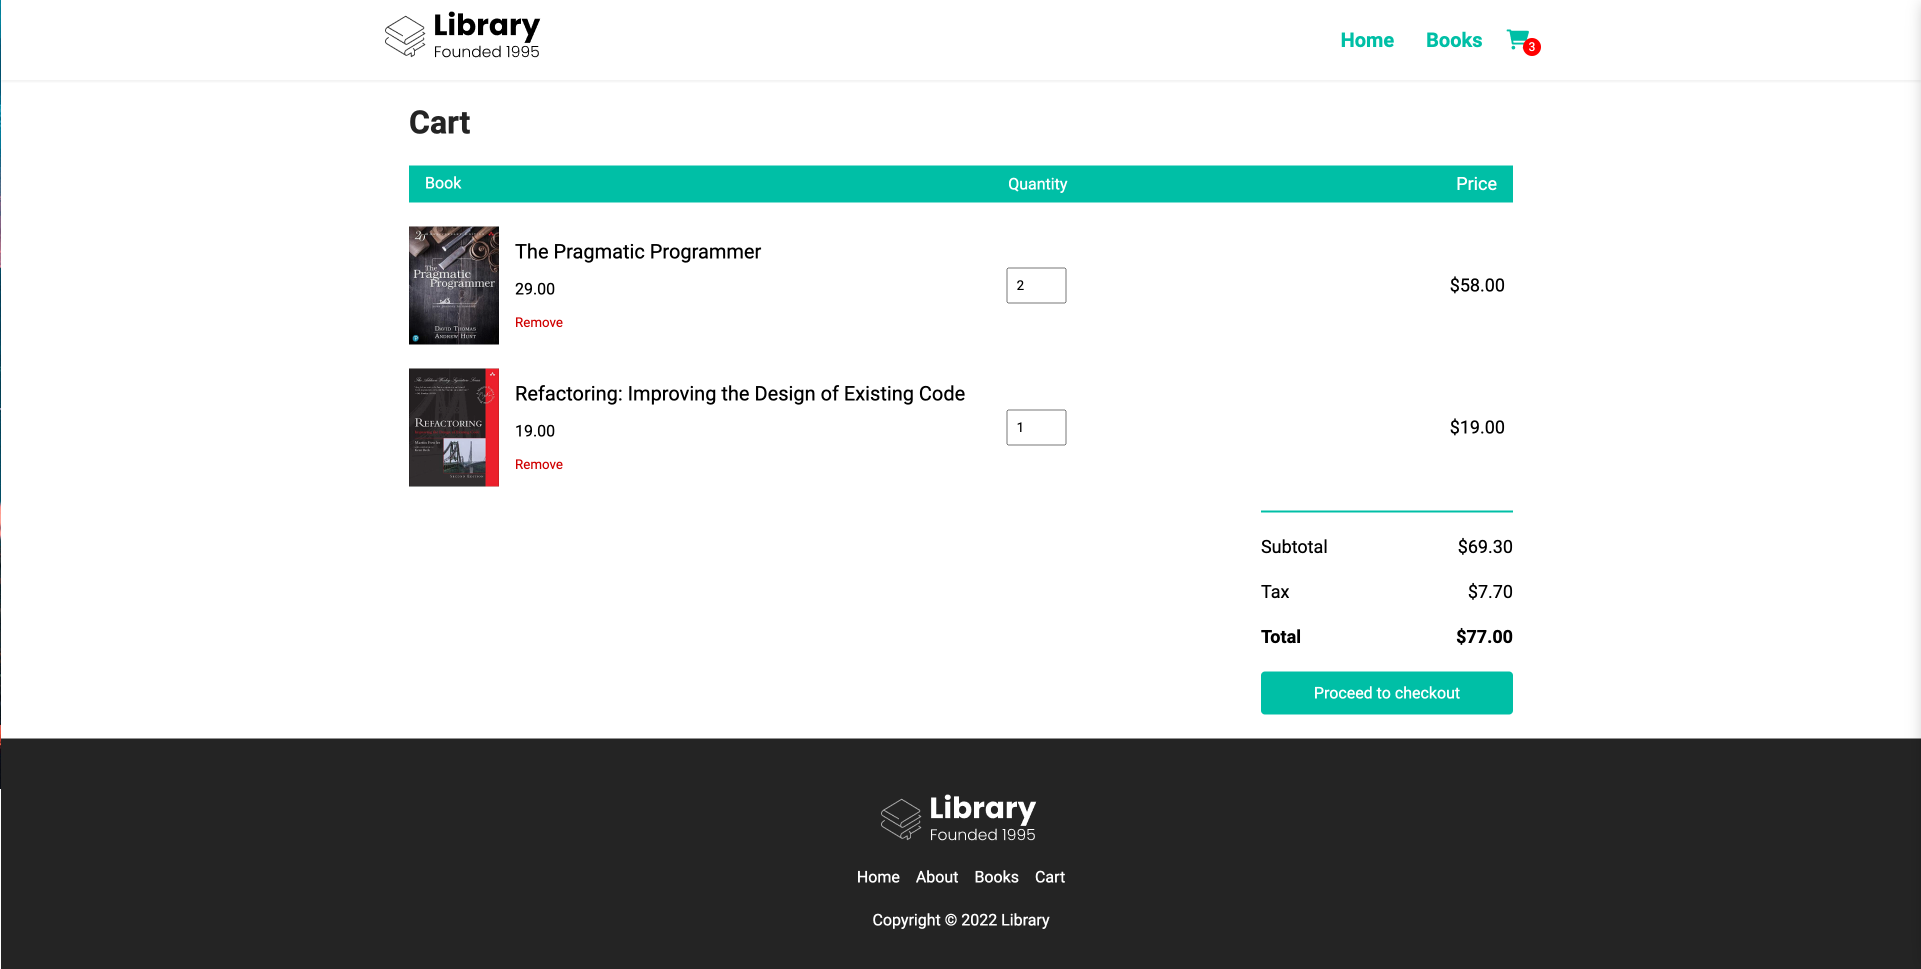 Library
Founded 1995
Home Books 3
Cart
Book Quantity Price
The Pragmatic Programmer
The
Pragmatic
Programmer
David Thomas
Andrew Hunt
29.00
2
$58.00
Remove
Refactoring: Improving the Design of Existing Code
Refactoring
19.00
1
$19.00
Remove
Subtotal $69.30
Tax $7.70
Total $77.00
Proceed to checkout
Library
Founded 1995
Home About Books Cart
Copyright © 2022 Library